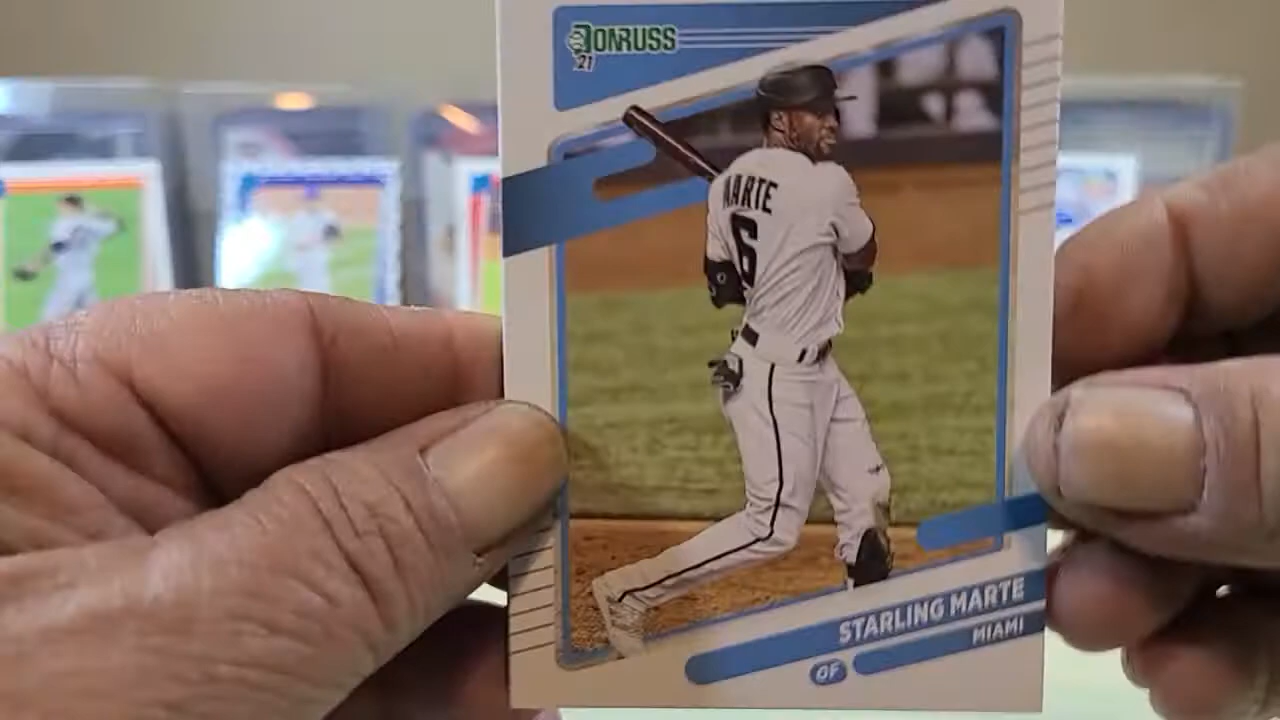 DONRUSS
21
MARTE
6
STARLING MARTE
MIAMI
OF